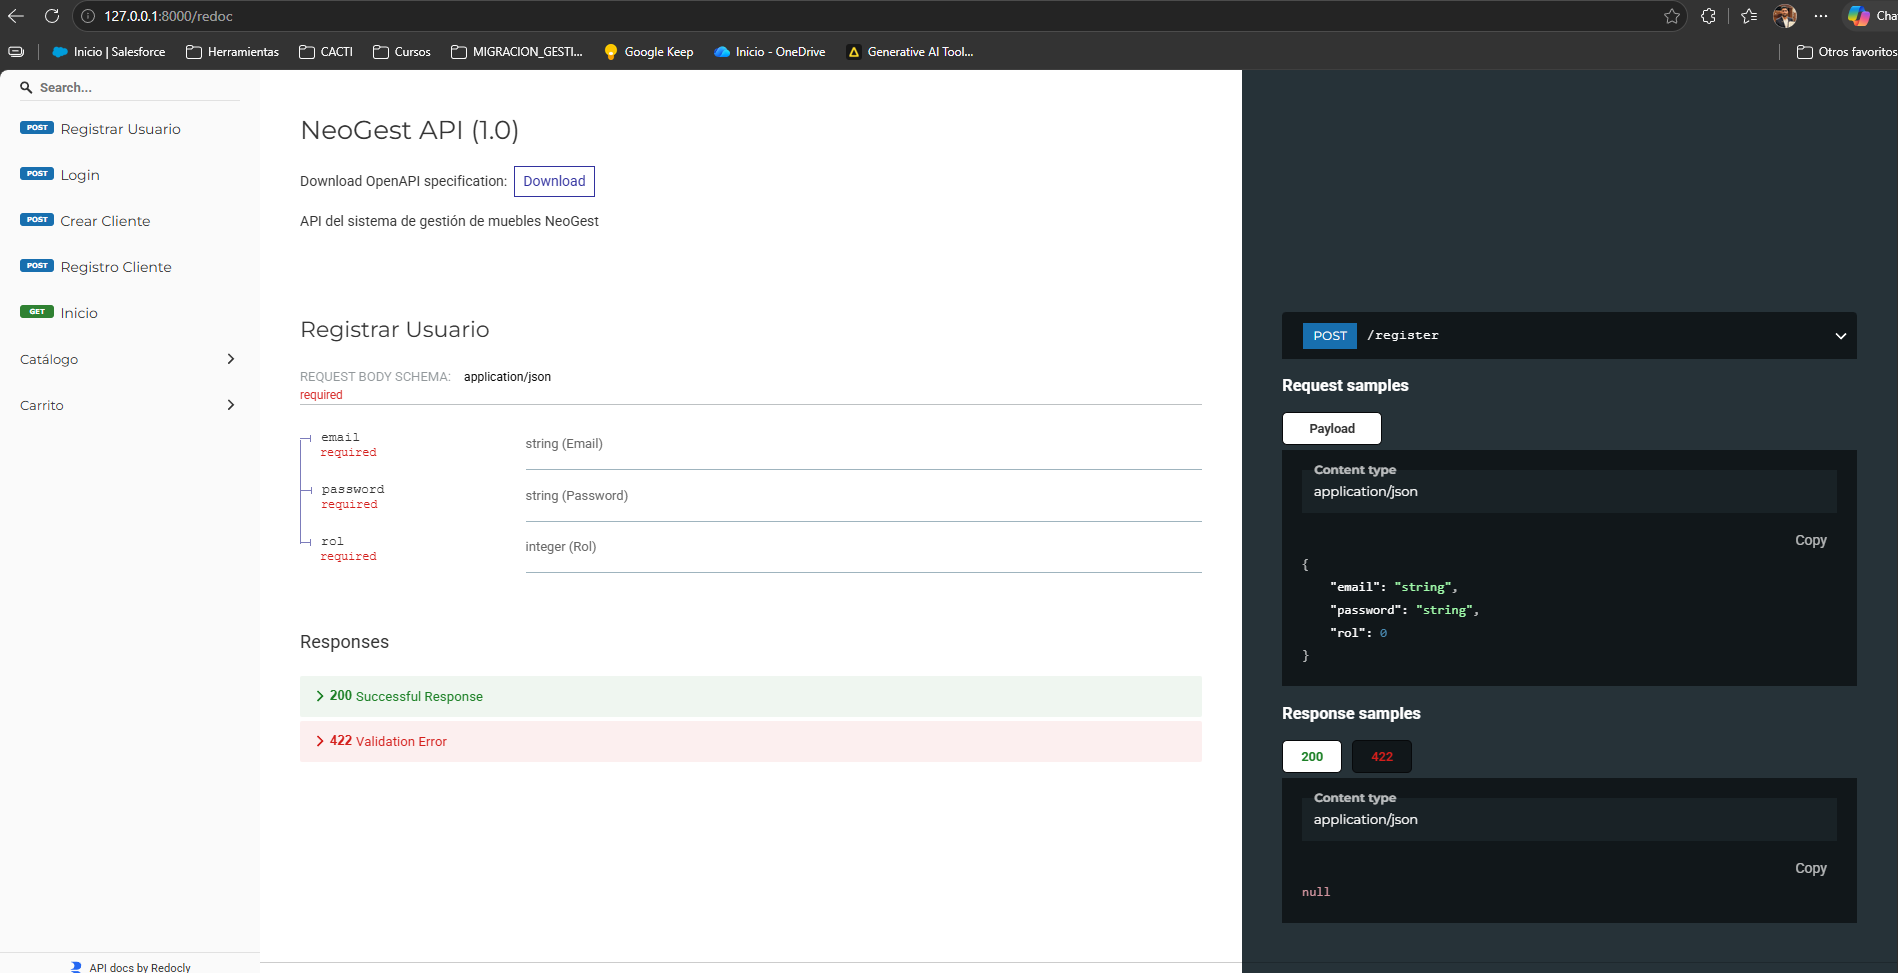 127.0.0.1:8000/redoc
Cha
Inicio | Salesforce
Herramientas
CACTI
Cursos
MIGRACION_GESTI...
Google Keep
Inicio - OneDrive
Generative AI Tool...
Otros favoritos
Search...
POST Registrar Usuario
POST Login
POST Crear Cliente
POST Registro Cliente
GET Inicio
Catálogo
Carrito
API docs by Redocly
NeoGest API (1.0)
Download OpenAPI specification: Download
API del sistema de gestión de muebles NeoGest
Registrar Usuario
REQUEST BODY SCHEMA: application/json
required
email
required
string (Email)
password
required
string (Password)
rol
required
integer (Rol)
Responses
200 Successful Response
422 Validation Error
POST /register
Request samples
Payload
Content type
application/json
Copy
{
"email": "string",
"password": "string",
"rol": 0
}
Response samples
200 422
Content type
application/json
Copy
null